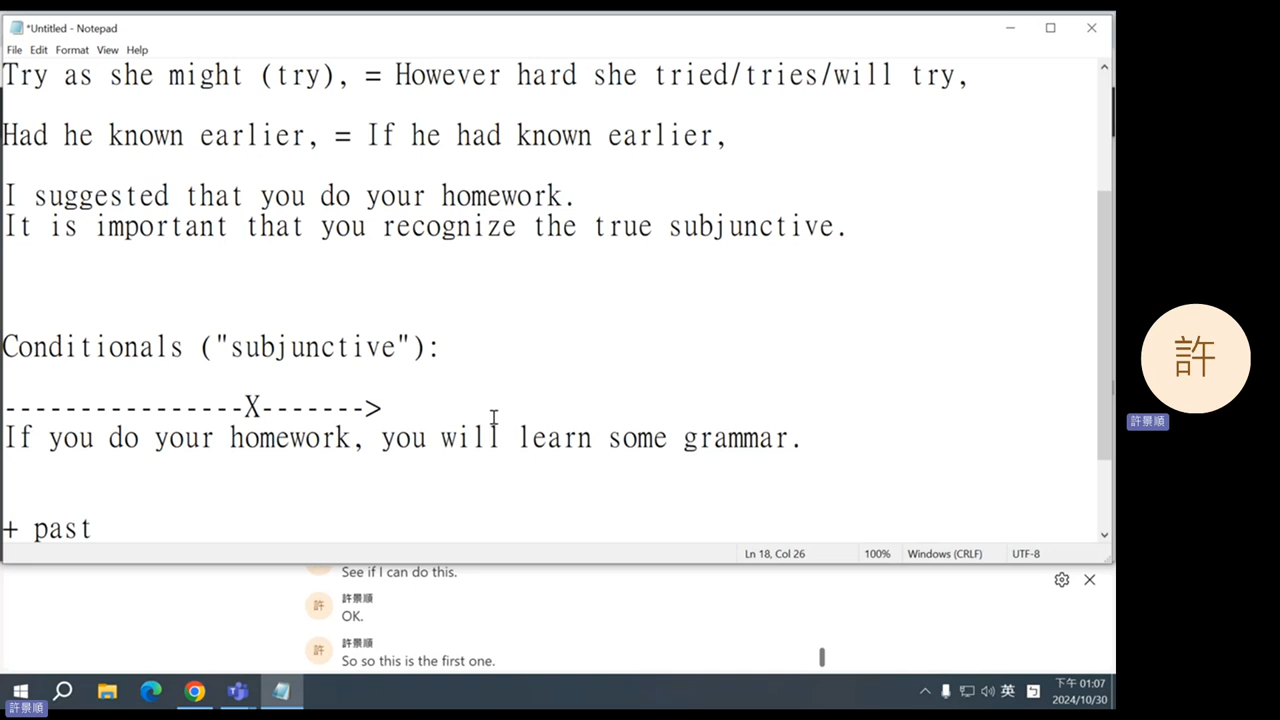 *Untitled - Notepad
File Edit Format View Help
Try as she might (try), = However hard she tried/tries/will try,
Had he known earlier, = If he had known earlier,
I suggested that you do your homework.
It is important that you recognize the true subjunctive.
Conditionals ("subjunctive"):
----------------X------->
If you do your homework, you will learn some grammar.
+ past
Ln 18, Col 26 100% Windows (CRLF) UTF-8
See if I can do this.
許 許景順
OK.
許 許景順
So so this is the first one.
許
許景順
英 ㄅ 下午 01:07
2024/10/30
許景順